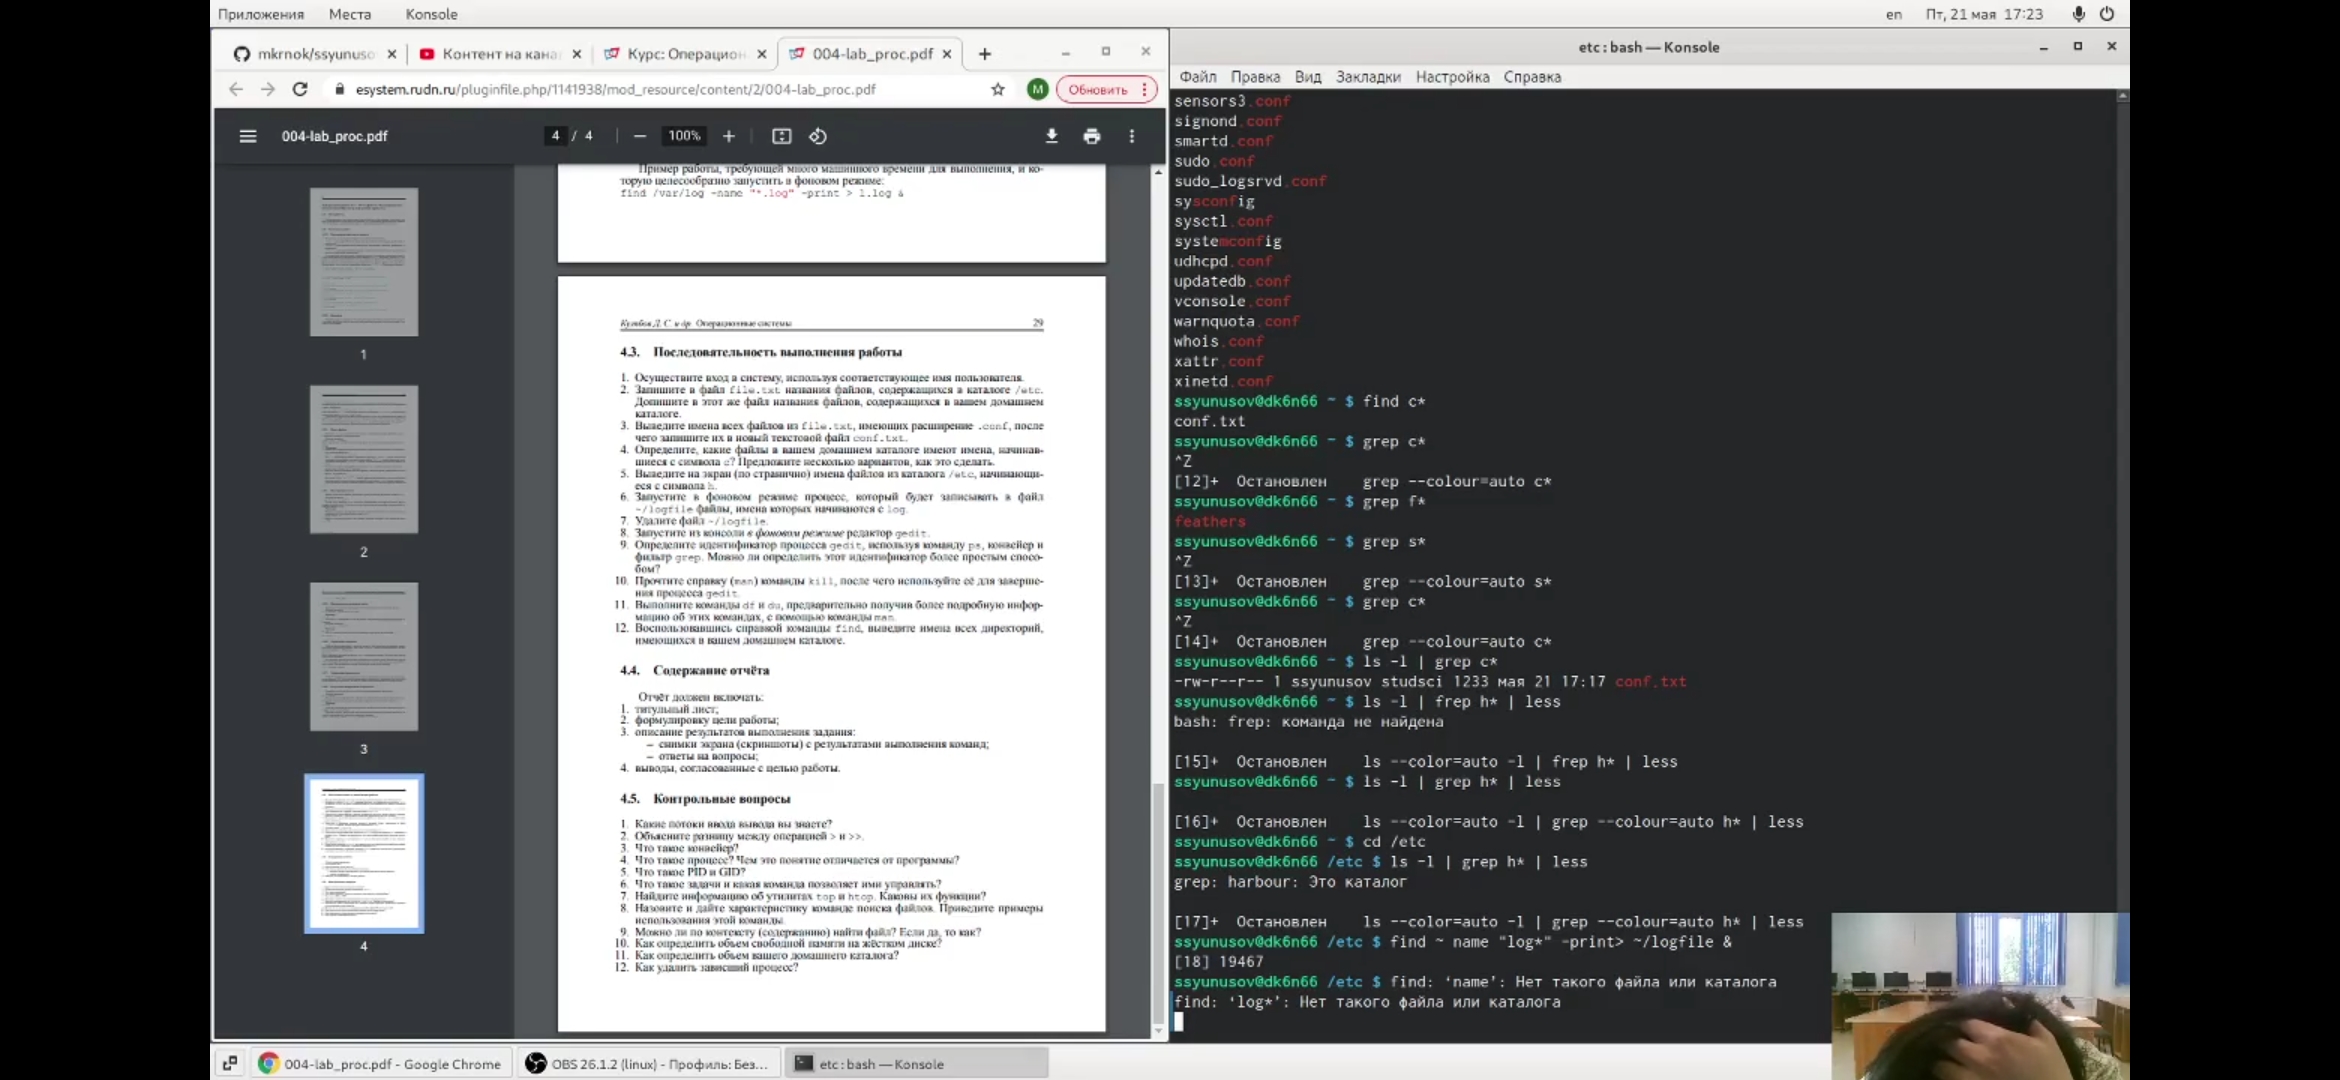 Приложения Места Konsole
en Пт, 21 мая 17:23
mkrnok/ssyunuso
Контент на кана
Курс: Операцион
004-lab_proc.pdf
esystem.rudn.ru/pluginfile.php/1141938/mod_resource/content/2/004-lab_proc.pdf
M
Обновить
004-lab_proc.pdf
4 / 4
100%
1
2
3
4
Пример работы, требующей много машинного времени для выполнения, и ко-
торую целесообразно запустить в фоновом режиме:
find /var/log -name "*.log" -print > l.log &
Кулябов Д. С. и др. Операционные системы 29
4.3. Последовательность выполнения работы
1. Осуществите вход в систему, используя соответствующее имя пользователя.
2. Запишите в файл file.txt названия файлов, содержащихся в каталоге /etc.
Допишите в этот же файл названия файлов, содержащихся в вашем домашнем
каталоге.
3. Выведите имена всех файлов из file.txt, имеющих расширение .conf, после
чего запишите их в новый текстовой файл conf.txt.
4. Определите, какие файлы в вашем домашнем каталоге имеют имена, начинав-
шиеся с символа c? Предложите несколько вариантов, как это сделать.
5. Выведите на экран (по странично) имена файлов из каталога /etc, начинающи-
еся с символа h.
6. Запустите в фоновом режиме процесс, который будет записывать в файл
~/logfile файлы, имена которых начинаются с log.
7. Удалите файл ~/logfile.
8. Запустите из консоли в фоновом режиме редактор gedit.
9. Определите идентификатор процесса gedit, используя команду ps, конвейер и
фильтр grep. Можно ли определить этот идентификатор более простым спосо-
бом?
10. Прочтите справку (man) команды kill, после чего используйте её для заверше-
ния процесса gedit.
11. Выполните команды df и du, предварительно получив более подробную инфор-
мацию об этих командах, с помощью команды man.
12. Воспользовавшись справкой команды find, выведите имена всех директорий,
имеющихся в вашем домашнем каталоге.
4.4. Содержание отчёта
Отчёт должен включать:
1. титульный лист;
2. формулировку цели работы;
3. описание результатов выполнения задания:
– снимки экрана (скриншоты) с результатами выполнения команд;
– ответы на вопросы;
4. выводы, согласованные с целью работы.
4.5. Контрольные вопросы
1. Какие потоки ввода вывода вы знаете?
2. Объясните разницу между операцией > и >>.
3. Что такое конвейер?
4. Что такое процесс? Чем это понятие отличается от программы?
5. Что такое PID и GID?
6. Что такое задачи и какая команда позволяет ими управлять?
7. Найдите информацию об утилитах top и htop. Каковы их функции?
8. Назовите и дайте характеристику команде поиска файлов. Приведите примеры
использования этой команды.
9. Можно ли по контексту (содержанию) найти файл? Если да, то как?
10. Как определить объем свободной памяти на жёстком диске?
11. Как определить объем вашего домашнего каталога?
12. Как удалить зависший процесс?
etc : bash — Konsole
Файл Правка Вид Закладки Настройка Справка
sensors3.conf
signond.conf
smartd.conf
sudo.conf
sudo_logsrvd.conf
sysconfig
sysctl.conf
systemconfig
udhcpd.conf
updatedb.conf
vconsole.conf
warnquota.conf
whois.conf
xattr.conf
xinetd.conf
ssyunusov@dk6n66 ~ $ find c*
conf.txt
ssyunusov@dk6n66 ~ $ grep c*
^Z
[12]+ Остановлен grep --colour=auto c*
ssyunusov@dk6n66 ~ $ grep f*
feathers
ssyunusov@dk6n66 ~ $ grep s*
^Z
[13]+ Остановлен grep --colour=auto s*
ssyunusov@dk6n66 ~ $ grep c*
^Z
[14]+ Остановлен grep --colour=auto c*
ssyunusov@dk6n66 ~ $ ls -l | grep c*
-rw-r--r-- 1 ssyunusov studsci 1233 мая 21 17:17 conf.txt
ssyunusov@dk6n66 ~ $ ls -l | frep h* | less
bash: frep: команда не найдена
[15]+ Остановлен ls --color=auto -l | frep h* | less
ssyunusov@dk6n66 ~ $ ls -l | grep h* | less
[16]+ Остановлен ls --color=auto -l | grep --colour=auto h* | less
ssyunusov@dk6n66 ~ $ cd /etc
ssyunusov@dk6n66 /etc $ ls -l | grep h* | less
grep: harbour: Это каталог
[17]+ Остановлен ls --color=auto -l | grep --colour=auto h* | less
ssyunusov@dk6n66 /etc $ find ~ name "log*" -print> ~/logfile &
[18] 19467
ssyunusov@dk6n66 /etc $ find: ‘name’: Нет такого файла или каталога
find: ‘log*’: Нет такого файла или каталога
004-lab_proc.pdf - Google Chrome
OBS 26.1.2 (linux) - Профиль: Без...
etc : bash — Konsole